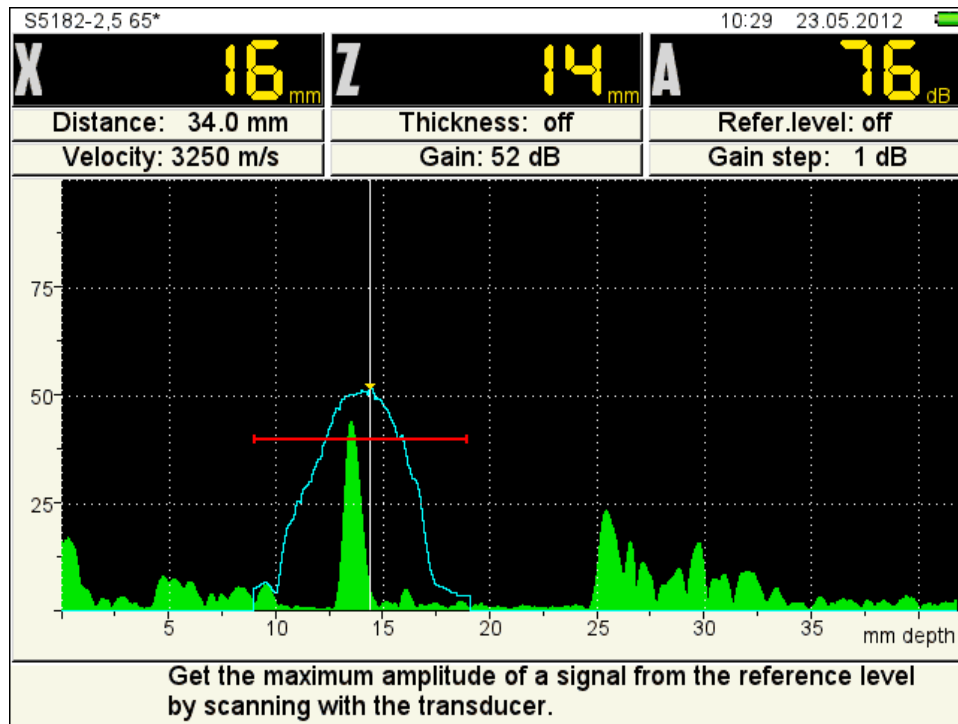 S5182-2,5 65* 10:29 23.05.2012
X 16 mm Z 14 mm A 76 dB
Distance: 34.0 mm Thickness: off Refer.level: off
Velocity: 3250 m/s Gain: 52 dB Gain step: 1 dB
75
50
25
5 10 15 20 25 30 35 mm depth
Get the maximum amplitude of a signal from the reference level
by scanning with the transducer.